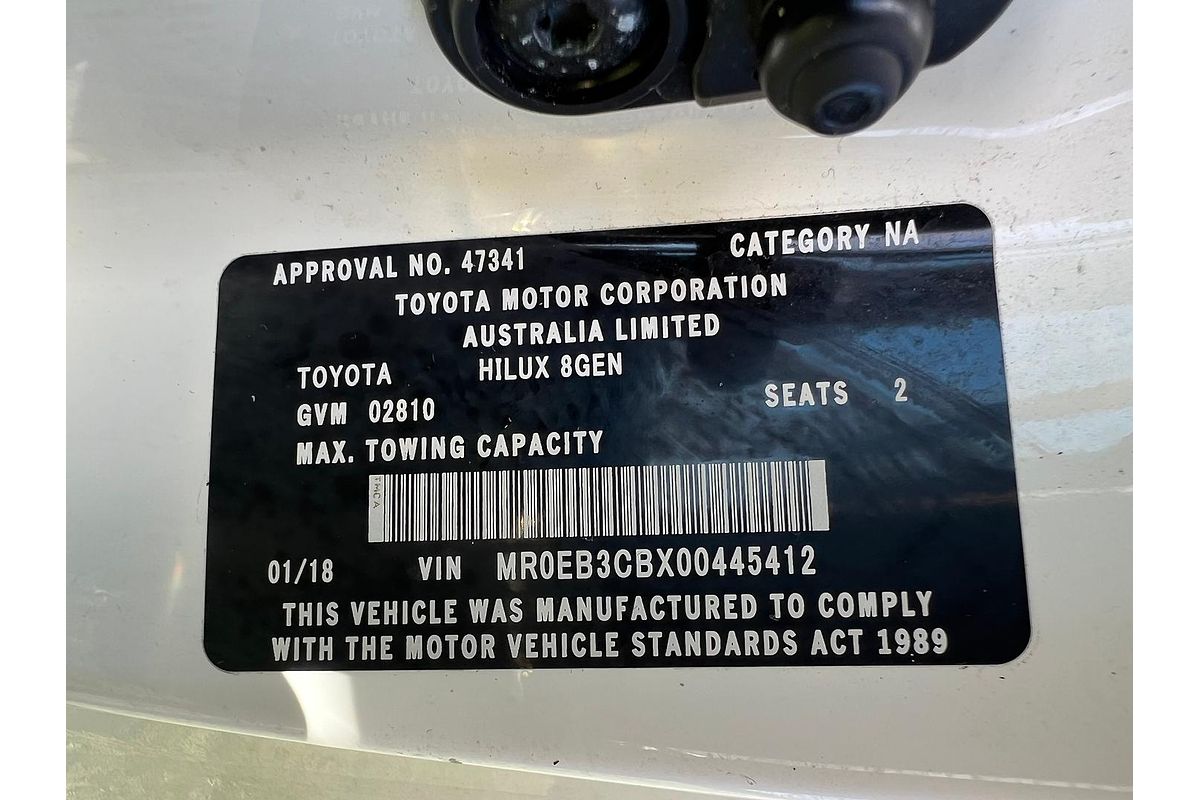 APPROVAL NO. 47341 CATEGORY NA
TOYOTA MOTOR CORPORATION
AUSTRALIA LIMITED
TOYOTA HILUX 8GEN
GVM 02810 SEATS 2
MAX. TOWING CAPACITY
TMCA
01/18 VIN MR0EB3CBX00445412
THIS VEHICLE WAS MANUFACTURED TO COMPLY
WITH THE MOTOR VEHICLE STANDARDS ACT 1989